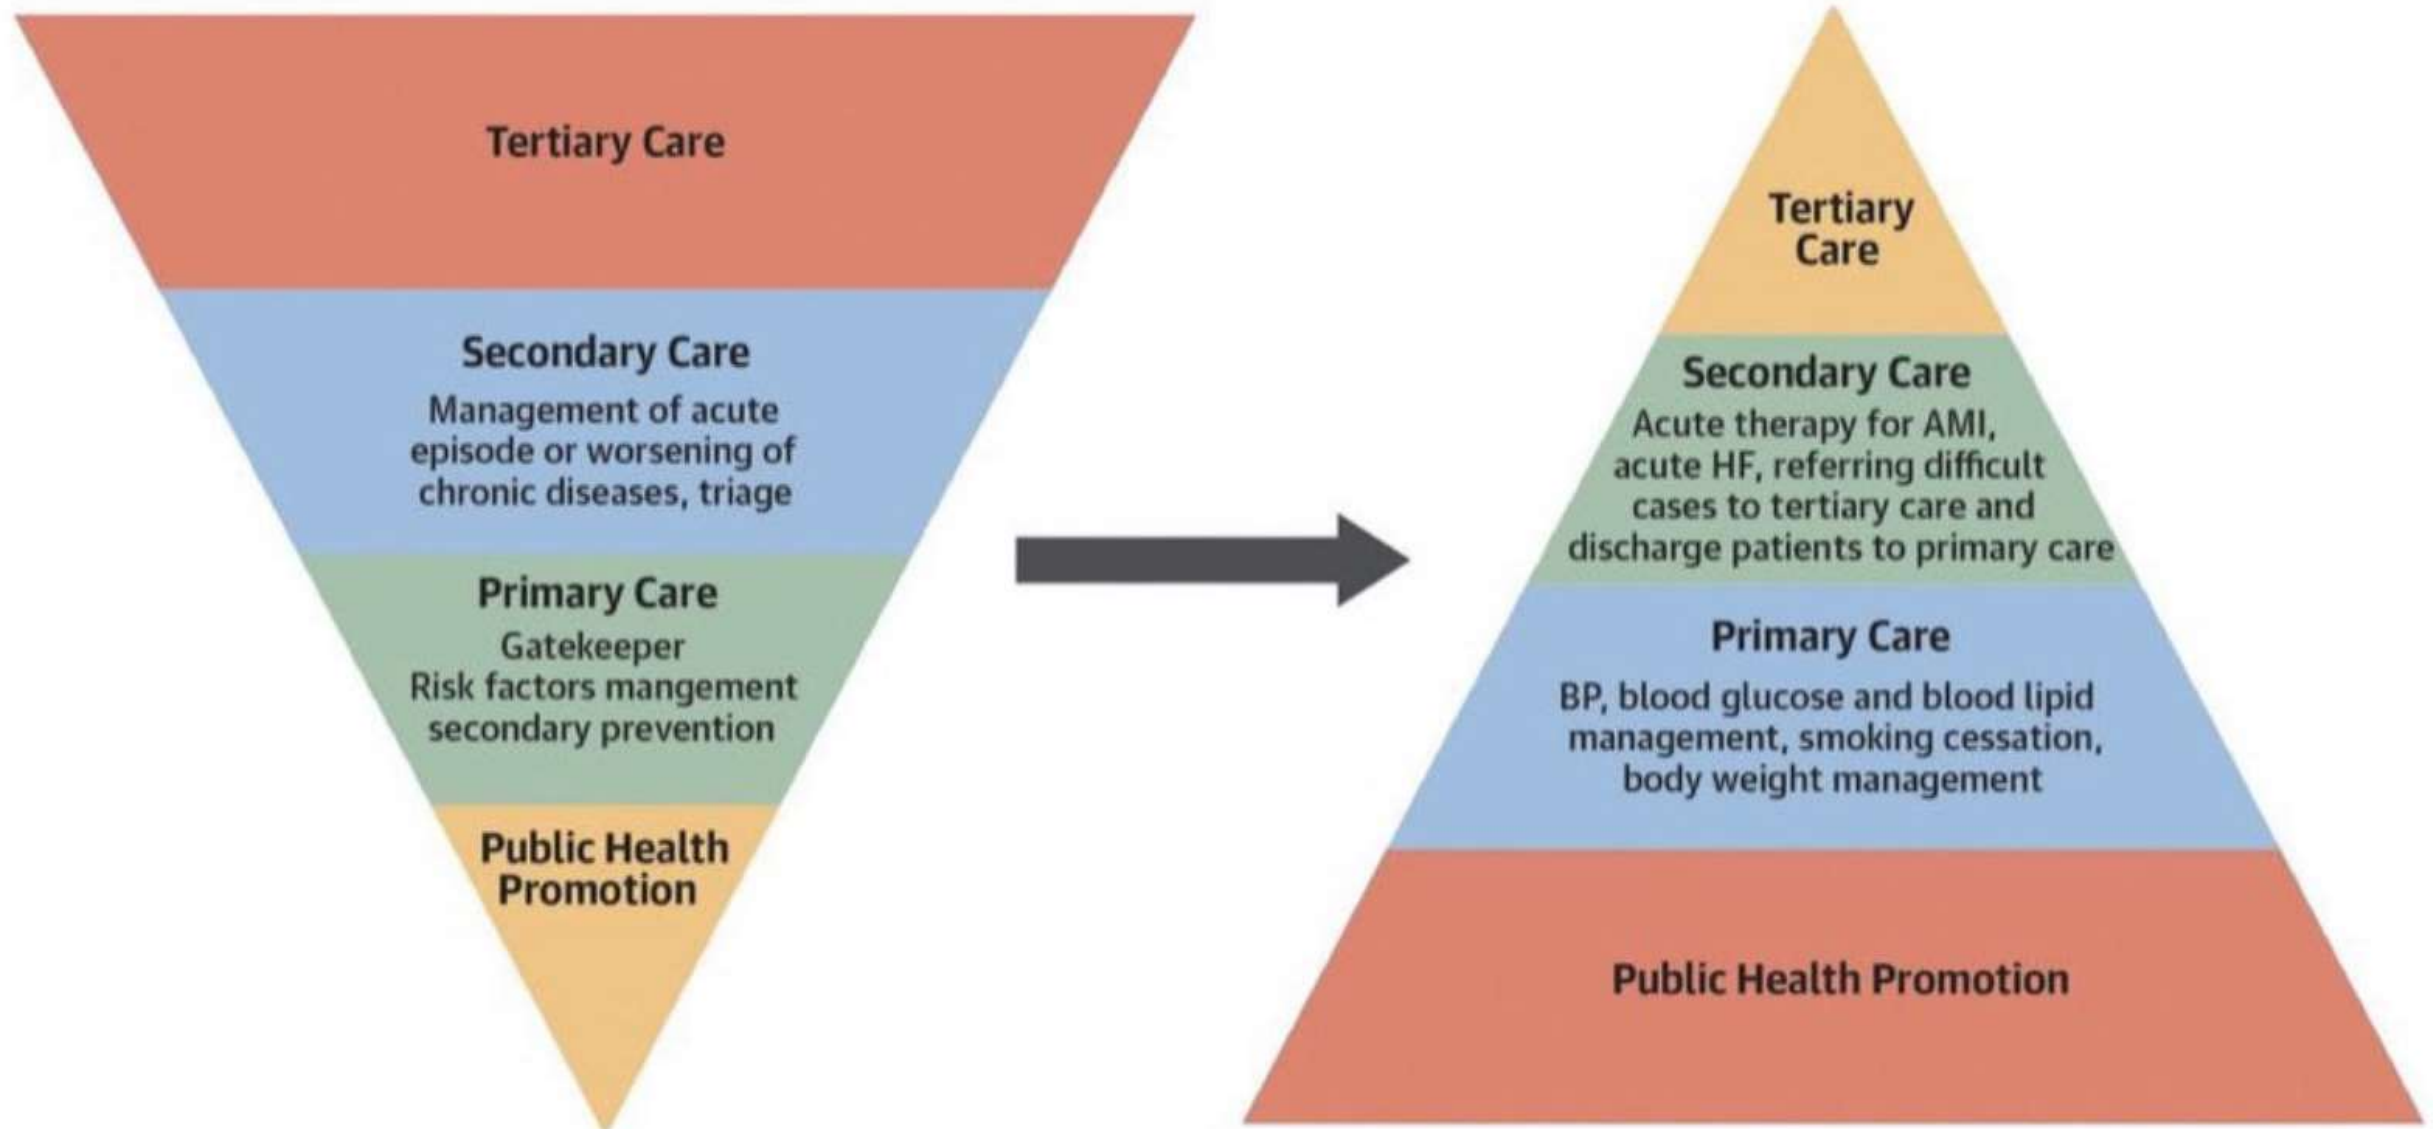 Tertiary Care
Secondary Care
Management of acute
episode or worsening of
chronic diseases, triage
Primary Care
Gatekeeper
Risk factors mangement
secondary prevention
Public Health
Promotion
Tertiary
Care
Secondary Care
Acute therapy for AMI,
acute HF, referring difficult
cases to tertiary care and
discharge patients to primary care
Primary Care
BP, blood glucose and blood lipid
management, smoking cessation,
body weight management
Public Health Promotion